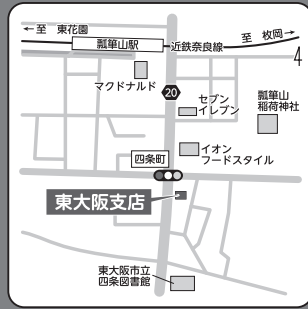 ←至 東花園
瓢簞山駅
近鉄奈良線
至 枚岡→
4
マクドナルド
20
セブン
イレブン
瓢簞山
稲荷神社
イオン
フードスタイル
四条町
東大阪支店
東大阪市立
四条図書館